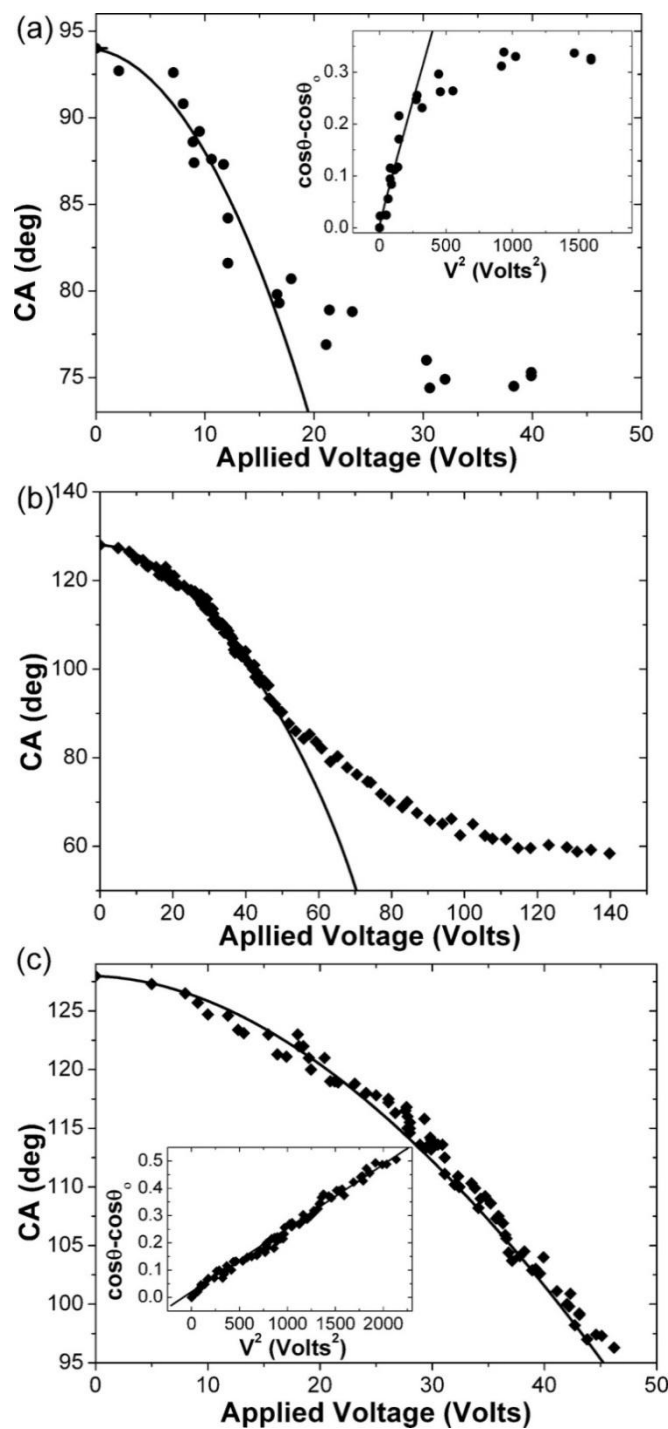 (a)
95
90
85
80
75
CA (deg)
0 10 20 30 40 50
Apllied Voltage (Volts)
0.3
0.2
0.1
0.0
cosθ-cosθo
0 500 1000 1500
V² (Volts²)
(b)
140
120
100
80
60
CA (deg)
0 20 40 60 80 100 120 140
Apllied Voltage (Volts)
(c)
125
120
115
110
105
100
95
CA (deg)
0.5
0.4
0.3
0.2
0.1
0.0
cosθ-cosθo
0 500 1000 1500 2000
V² (Volts²)
0 10 20 30 40 50
Apllied Voltage (Volts)